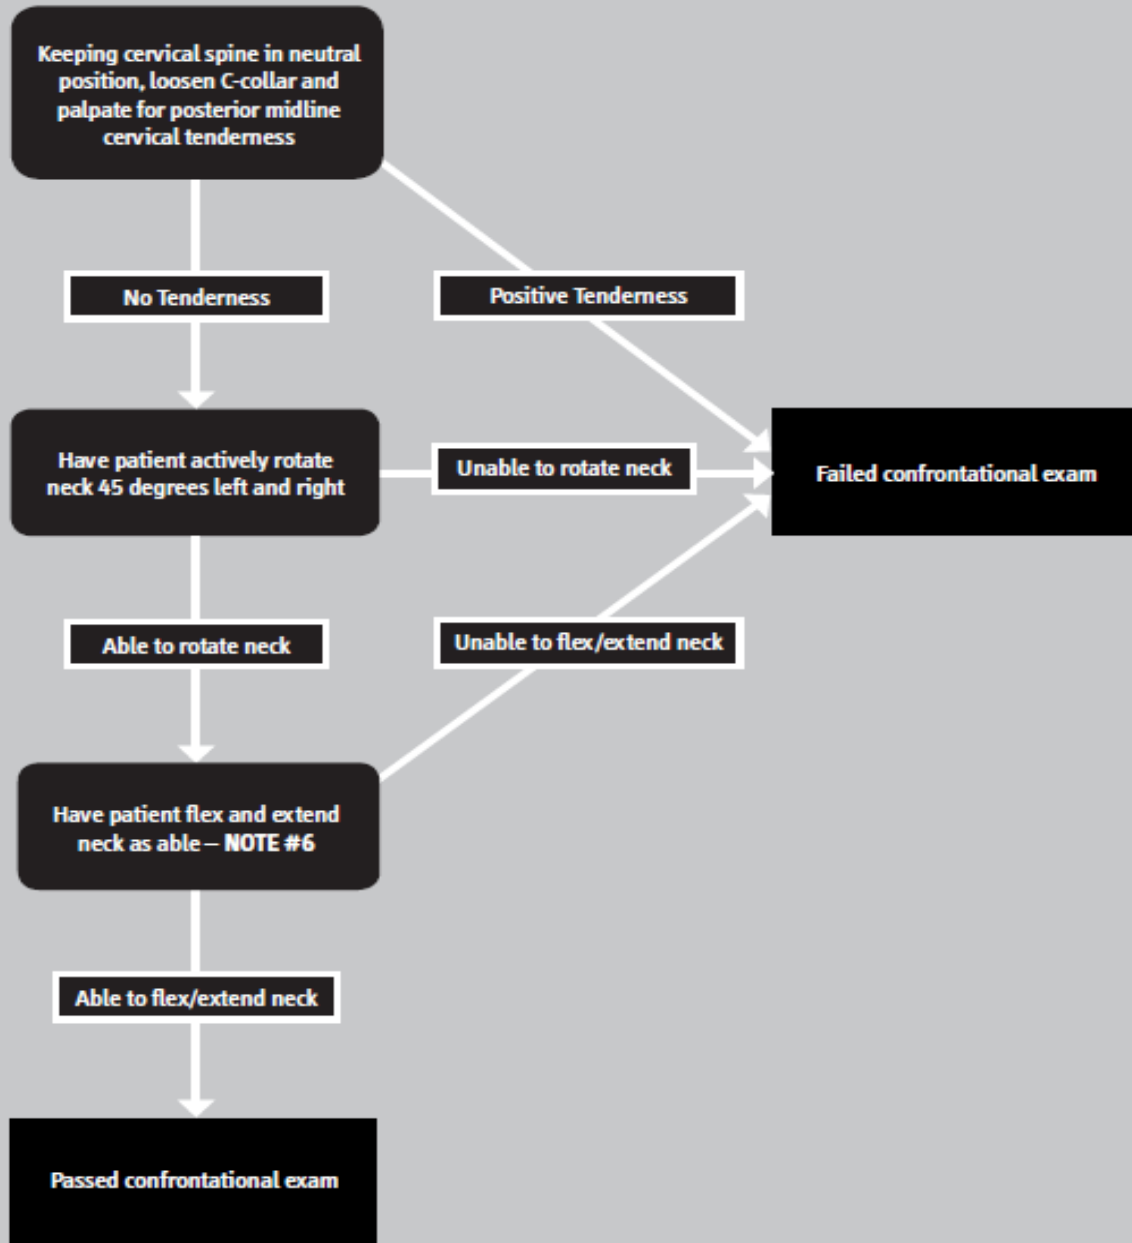 Keeping cervical spine in neutral
position, loosen C-collar and
palpate for posterior midline
cervical tenderness
No Tenderness
Positive Tenderness
Have patient actively rotate
neck 45 degrees left and right
Unable to rotate neck
Failed confrontational exam
Able to rotate neck
Unable to flex/extend neck
Have patient flex and extend
neck as able – NOTE #6
Able to flex/extend neck
Passed confrontational exam